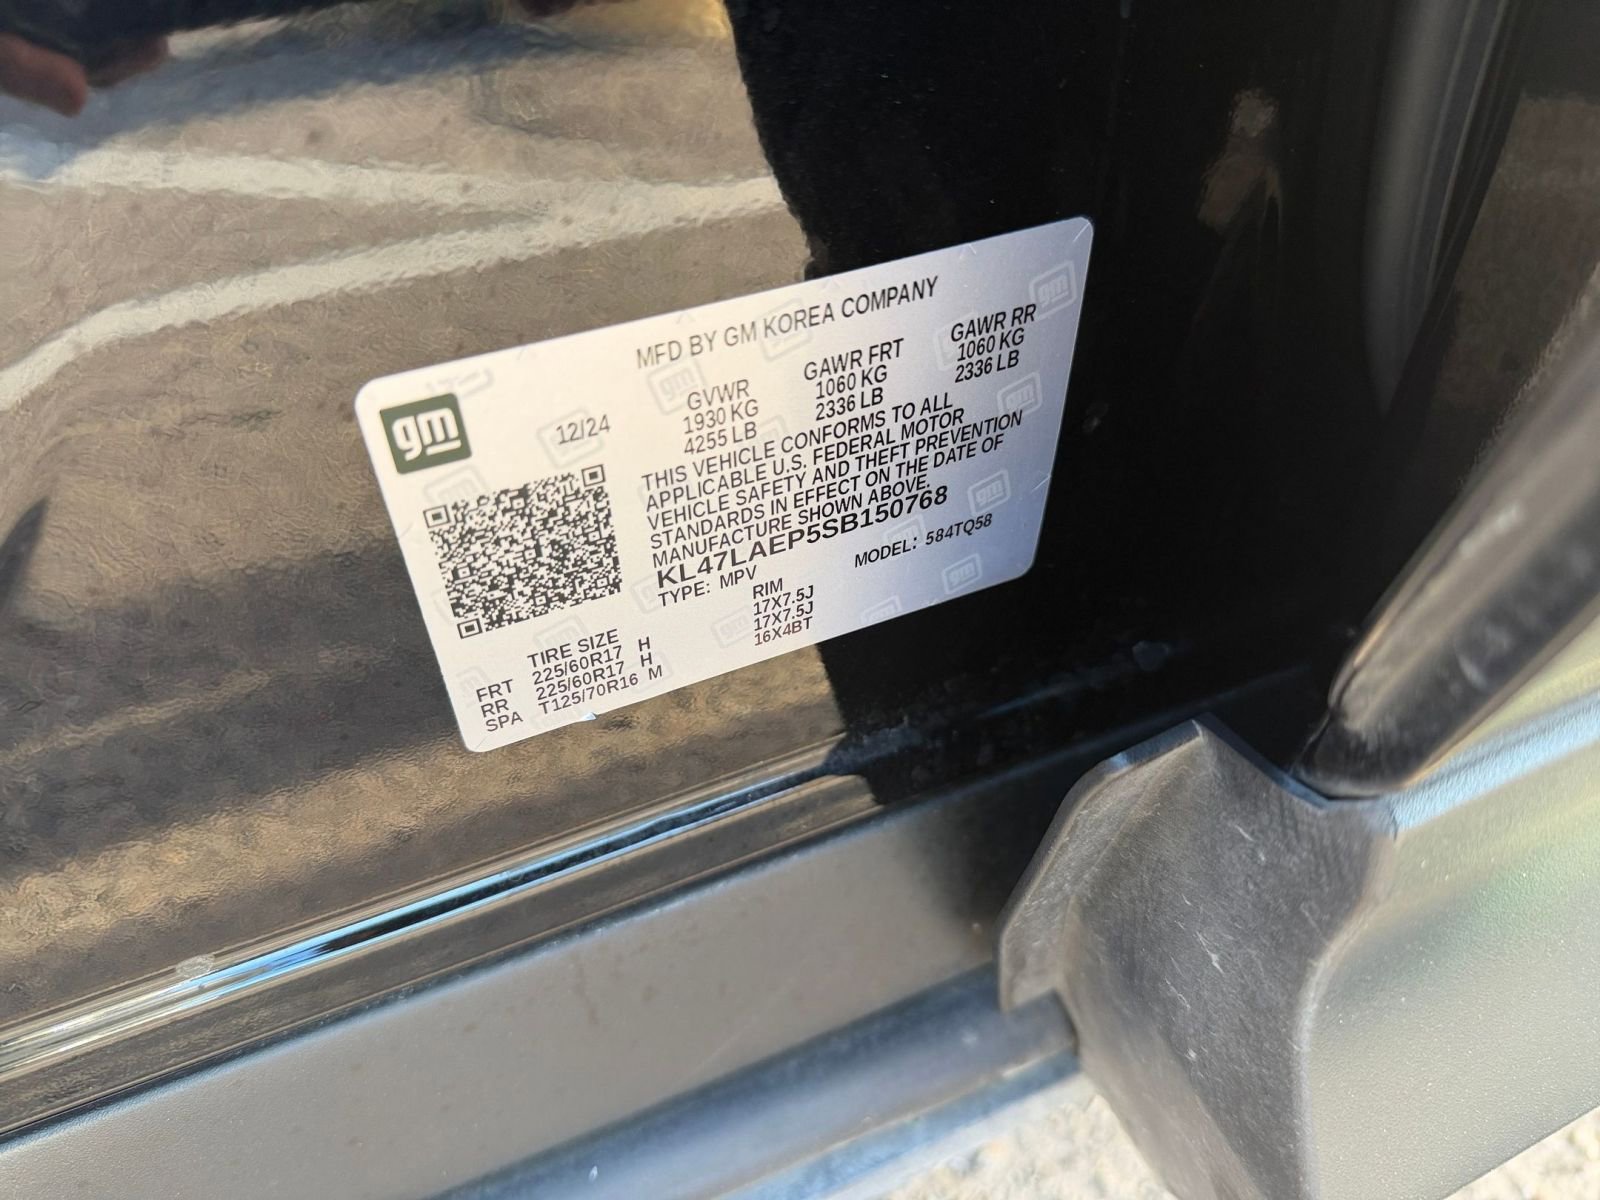 MFD BY GM KOREA COMPANY
gm
12/24
GVWR GAWR FRT GAWR RR
1930 KG 1060 KG 1060 KG
4255 LB 2336 LB 2336 LB
THIS VEHICLE CONFORMS TO ALL
APPLICABLE U.S. FEDERAL MOTOR
VEHICLE SAFETY AND THEFT PREVENTION
STANDARDS IN EFFECT ON THE DATE OF
MANUFACTURE SHOWN ABOVE.
KL47LAEP5SB150768
TYPE: MPV MODEL: 584TQ58
TIRE SIZE RIM
FRT 225/60R17 H 17X7.5J
RR 225/60R17 H 17X7.5J
SPA T125/70R16 M 16X4BT